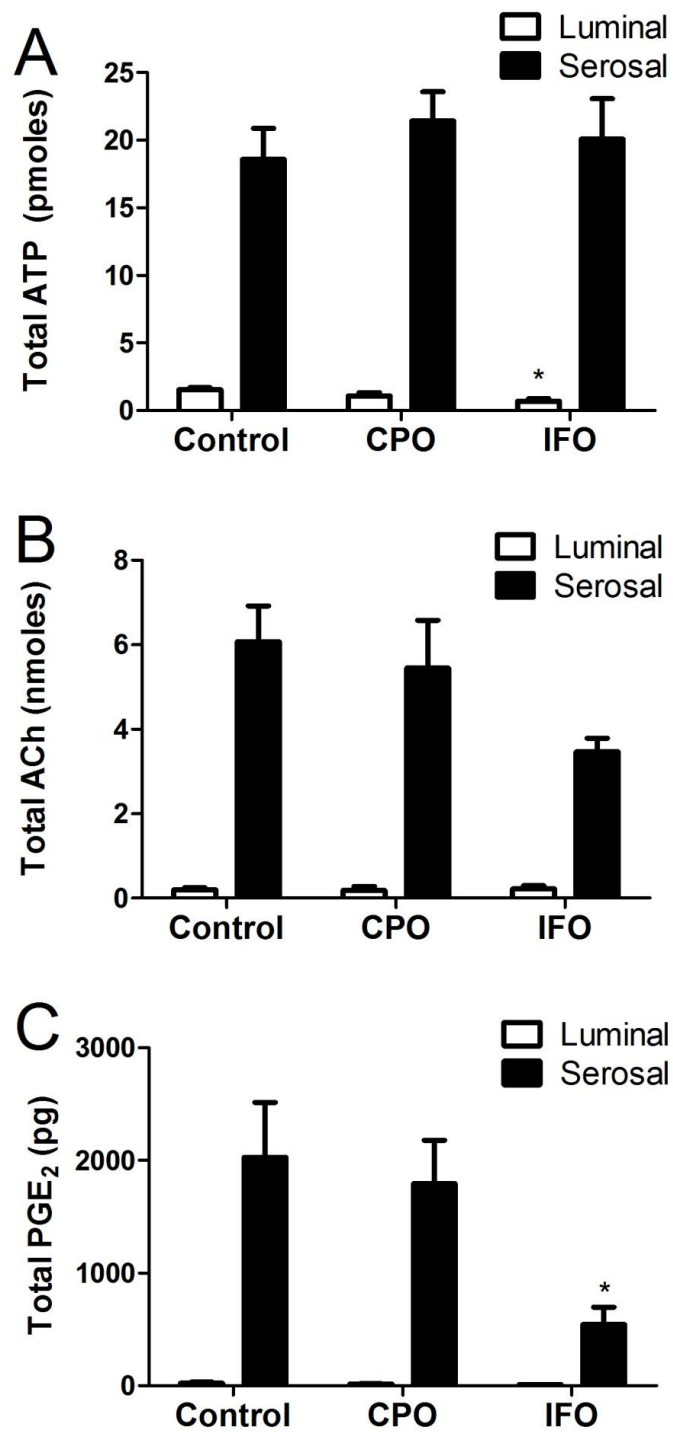 A
Luminal
Serosal
Total ATP (pmoles)
25
20
15
10
5
0
*
Control CPO IFO
B
Luminal
Serosal
Total ACh (nmoles)
8
6
4
2
0
Control CPO IFO
C
Luminal
Serosal
Total PGE₂ (pg)
3000
2000
1000
0
*
Control CPO IFO